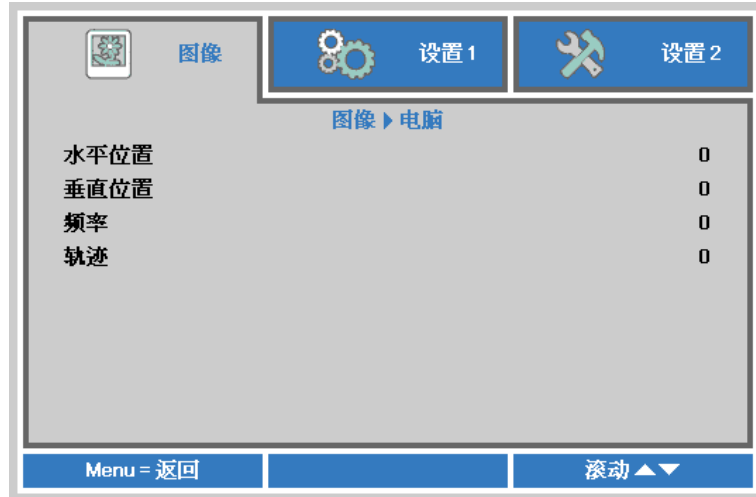 图像 设置1 设置2
图像▶电脑
水平位置 0
垂直位置 0
频率 0
轨迹 0
Menu = 返回 滚动▲▼